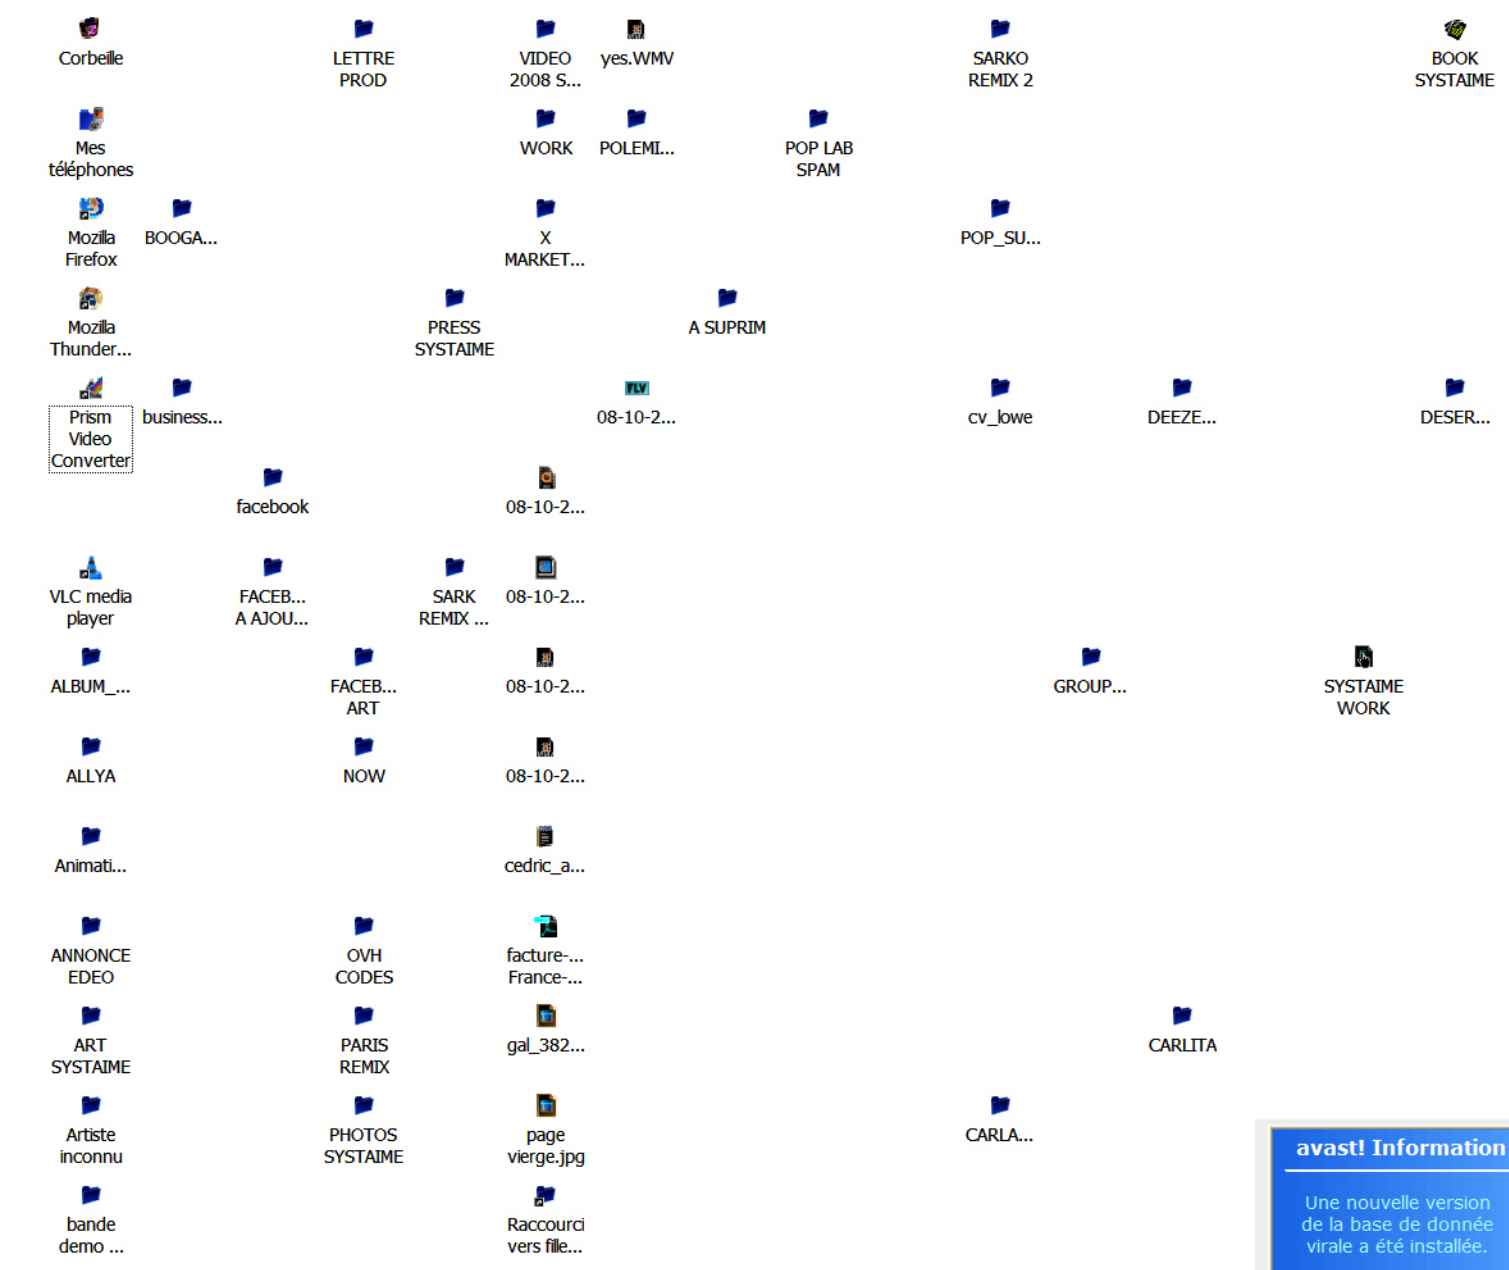 Corbeille
LETTRE
PROD
VIDEO
2008 S...
yes.WMV
SARKO
REMIX 2
BOOK
SYSTAIME
Mes
téléphones
WORK
POLEMI...
POP LAB
SPAM
Mozilla
Firefox
BOOGA...
X
MARKET...
POP_SU...
Mozilla
Thunder...
PRESS
SYSTAIME
A SUPRIM
Prism
Video
Converter
business...
FLV
08-10-2...
cv_lowe
DEEZE...
DESER...
facebook
08-10-2...
VLC media
player
FACEB...
A AJOU...
SARK
REMIX ...
08-10-2...
ALBUM_...
FACEB...
ART
08-10-2...
GROUP...
SYSTAIME
WORK
ALLYA
NOW
08-10-2...
Animati...
cedric_a...
ANNONCE
EDEO
OVH
CODES
facture-...
France-...
ART
SYSTAIME
PARIS
REMIX
gal_382...
CARLITA
Artiste
inconnu
PHOTOS
SYSTAIME
page
vierge.jpg
CARLA...
bande
demo ...
Raccourci
vers fille...
avast! Information
Une nouvelle version
de la base de donnée
virale a été installée.